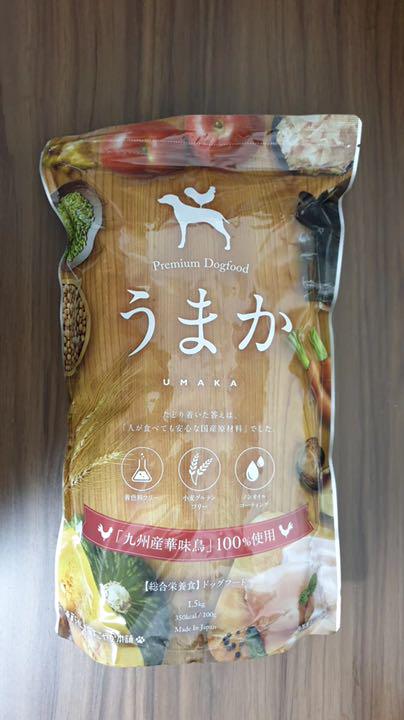 Premium Dogfood
うまか
UMAKA
たどり着いた答えは、
「人が食べても安心な国産原材料」でした。
着色料フリー
小麦グルテン
フリー
ノンオイル
コーティング
「九州産華味鳥」100%使用
【総合栄養食】ドッグフード
1.5kg
350kcal/100g
Made In Japan